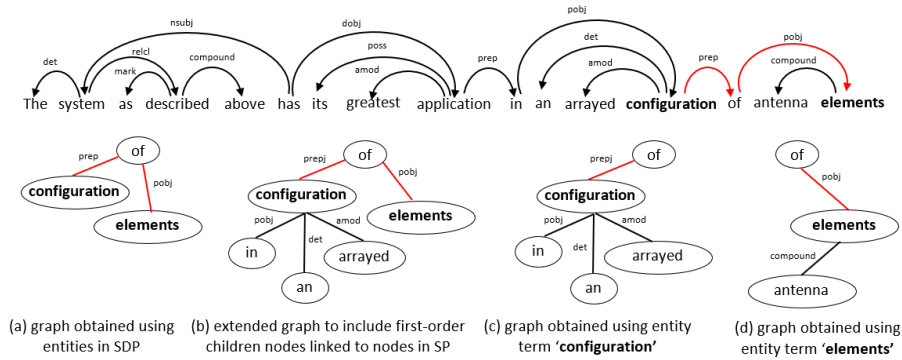 nsubj dobj pobj
relcl poss det pobj
det mark compound amod prep amod prep compound
The system as described above has its greatest application in an arrayed configuration of antenna elements
of
prep
configuration
pobj
elements
(a) graph obtained using
entities in SDP
of
prepj
configuration
pobj
elements
pobj det amod
in
an
arrayed
(b) extended graph to include first-order
children nodes linked to nodes in SP
of
prepj
configuration
pobj det amod
in
an
arrayed
(c) graph obtained using entity
term ‘configuration’
of
pobj
elements
compound
antenna
(d) graph obtained using
entity term ‘elements’